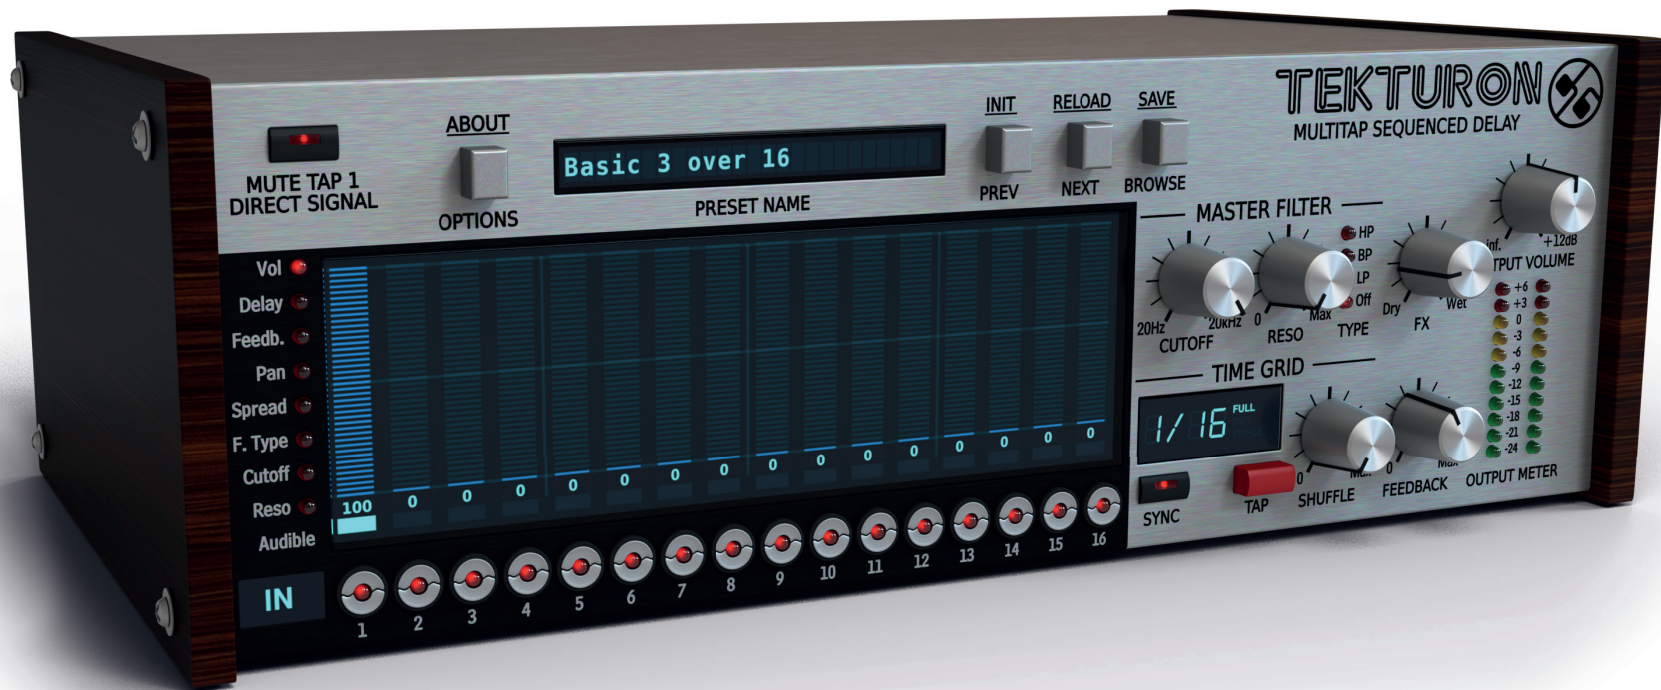 TEKTURON
MULTITAP SEQUENCED DELAY
MUTE TAP 1
DIRECT SIGNAL
ABOUT
OPTIONS
Basic 3 over 16
PRESET NAME
INIT
PREV
RELOAD
NEXT
SAVE
BROWSE
Vol
Delay
Feedb.
Pan
Spread
F. Type
Cutoff
Reso
Audible
100 0 0 0 0 0 0 0 0 0 0 0 0 0 0 0
IN
1 2 3 4 5 6 7 8 9 10 11 12 13 14 15 16
MASTER FILTER
20Hz
20kHz
CUTOFF
0
Max
RESO
HP
BP
LP
Off
TYPE
Dry
Wet
FX
inf.
+12dB
TPUT VOLUME
TIME GRID
1/16
FULL
SYNC
TAP
0
Max
SHUFFLE
0
Max
FEEDBACK
+6
+3
0
-3
-6
-9
-12
-15
-18
-21
-24
OUTPUT METER